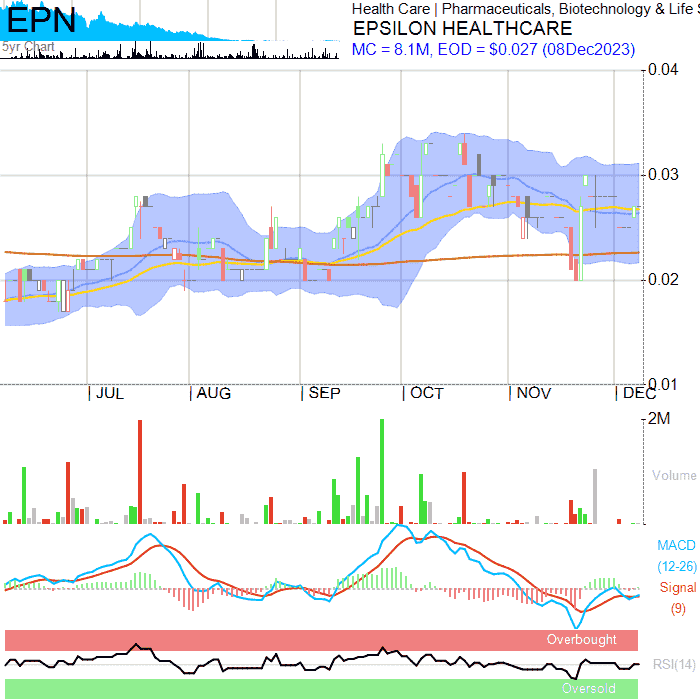 EPN
Health Care | Pharmaceuticals, Biotechnology & Life S
EPSILON HEALTHCARE
MC = 8.1M, EOD = $0.027 (08Dec2023)
5yr Chart
0.04
0.03
0.02
0.01
| JUL | AUG | SEP | OCT | NOV | DEC
2M
Volume
MACD
(12-26)
Signal
(9)
Overbought
RSI(14)
Oversold